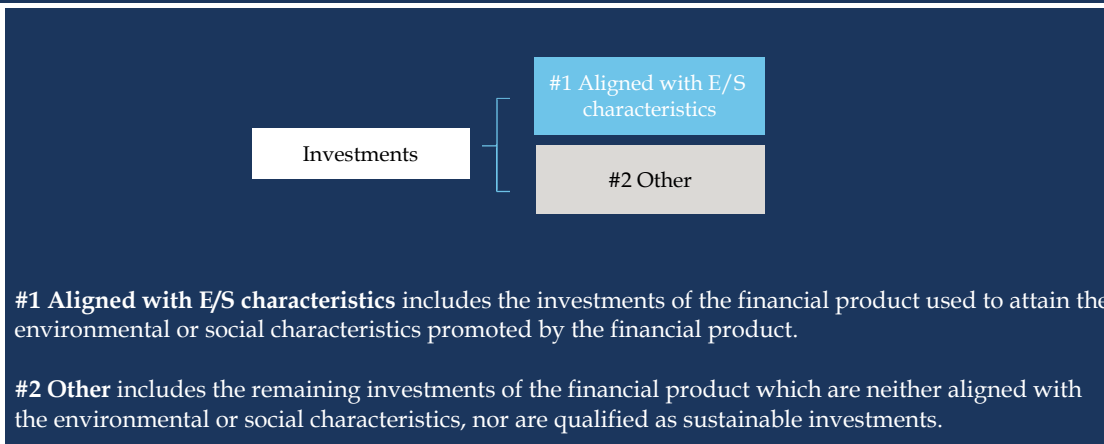 #1 Aligned with E/S
characteristics
Investments
#2 Other
#1 Aligned with E/S characteristics includes the investments of the financial product used to attain the
environmental or social characteristics promoted by the financial product.
#2 Other includes the remaining investments of the financial product which are neither aligned with
the environmental or social characteristics, nor are qualified as sustainable investments.